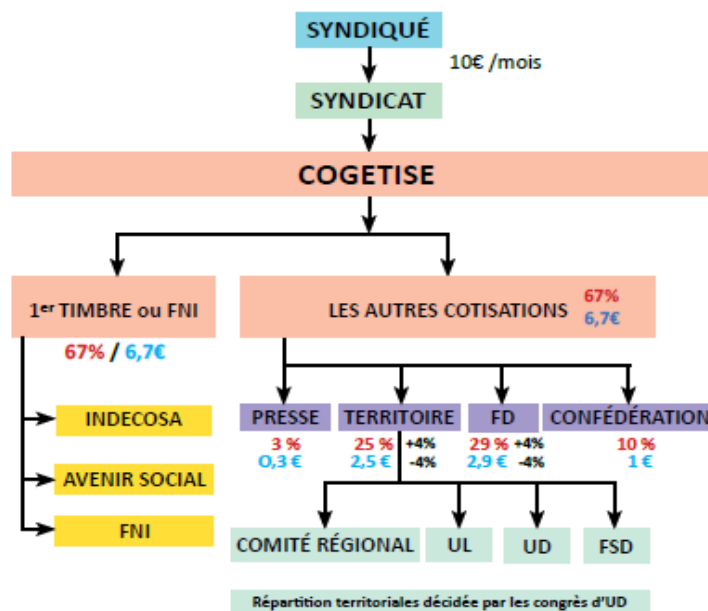 SYNDIQUÉ
10€ /mois
SYNDICAT
COGETISE
1er TIMBRE ou FNI
67% / 6,7€
LES AUTRES COTISATIONS
67%
6,7€
INDECOSA
AVENIR SOCIAL
FNI
PRESSE
3 %
0,3 €
TERRITOIRE
25 % +4%
2,5 € -4%
FD
29 % +4%
2,9 € -4%
CONFÉDÉRATION
10 %
1 €
COMITÉ RÉGIONAL
UL
UD
FSD
Répartition territoriales décidée par les congrès d'UD